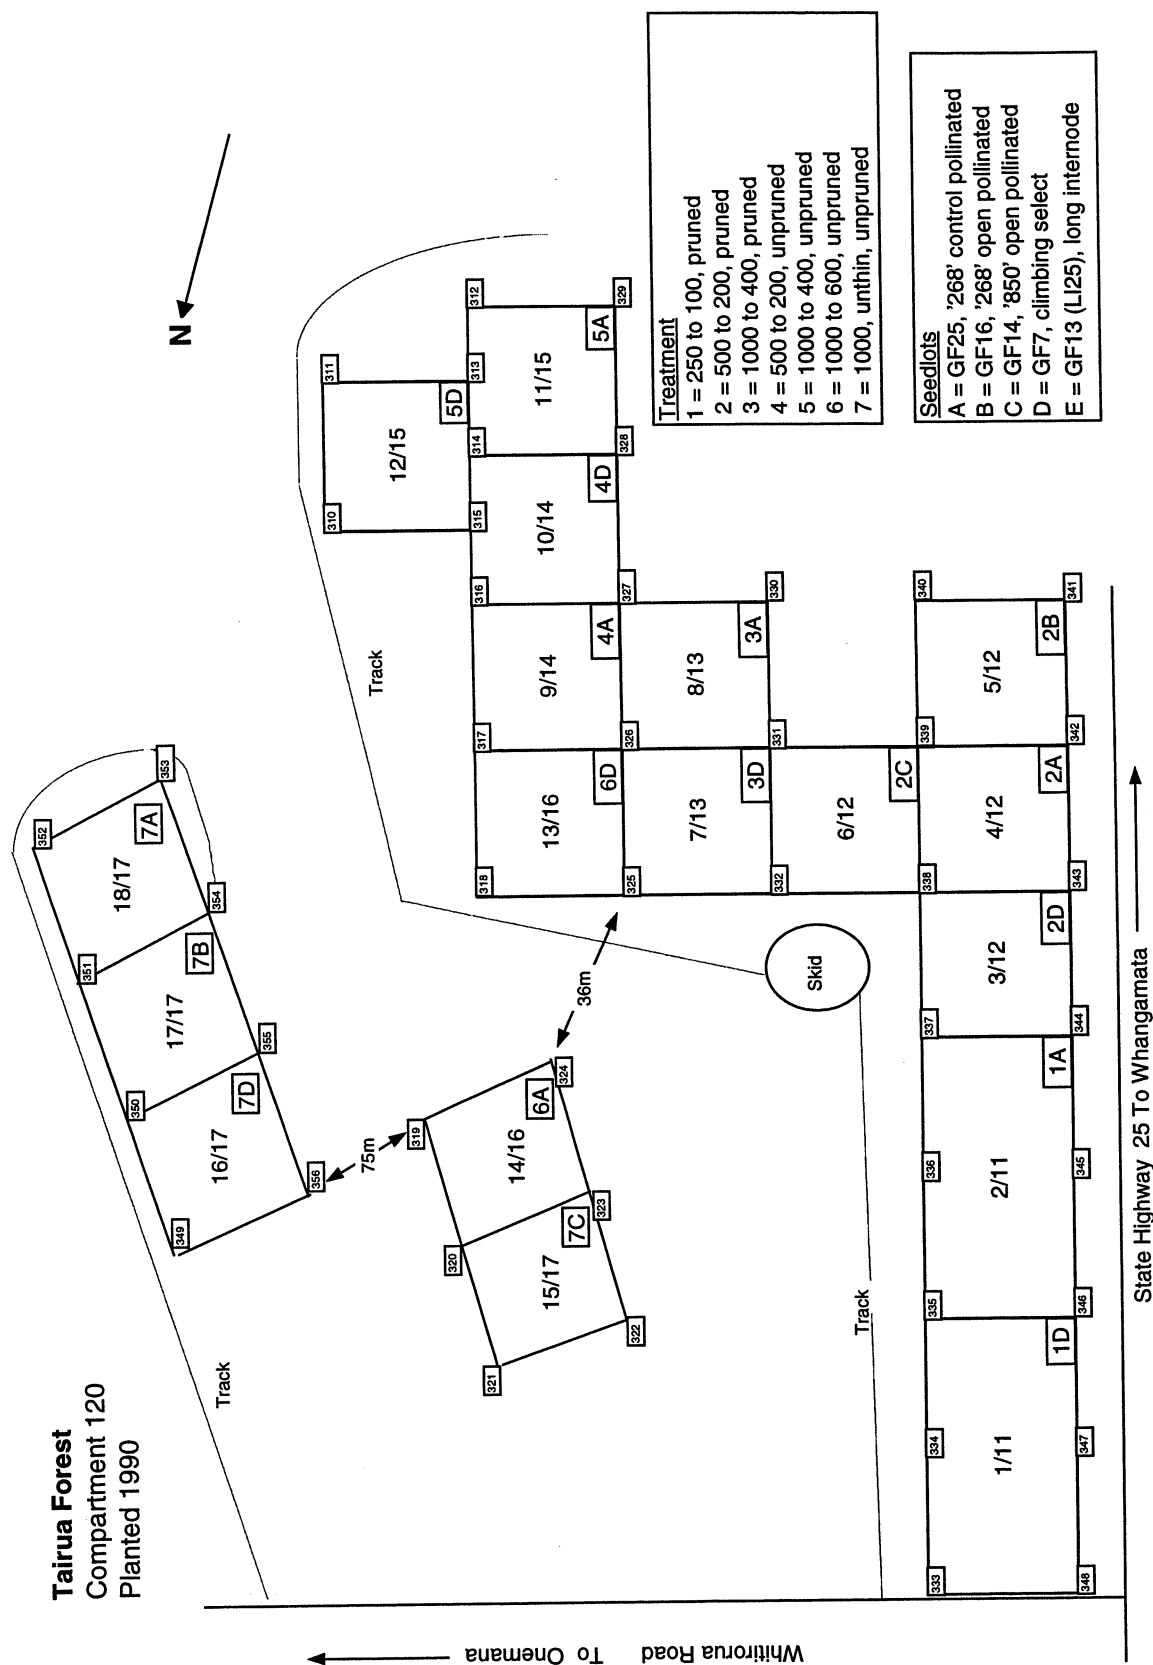 Tairua Forest
Compartment 120
Planted 1990
N
Track
Track
Track
Skid
75m
36m
349
350
351
352
353
354
355
356
16/17
7D
17/17
7B
18/17
7A
319
320
321
322
323
324
15/17
7C
14/16
6A
310
311
12/15
5D
318
317
316
315
314
313
312
13/16
6D
9/14
4A
10/14
4D
11/15
5A
325
326
327
328
329
7/13
3D
8/13
3A
332
331
330
6/12
2C
333
334
335
336
337
338
339
340
1/11
1D
2/11
1A
3/12
2D
4/12
2A
5/12
2B
348
347
346
345
344
343
342
341
Treatment
1 = 250 to 100, pruned
2 = 500 to 200, pruned
3 = 1000 to 400, pruned
4 = 500 to 200, unpruned
5 = 1000 to 400, unpruned
6 = 1000 to 600, unpruned
7 = 1000, unthin, unpruned
Seedlots
A = GF25, '268' control pollinated
B = GF16, '268' open pollinated
C = GF14, '850' open pollinated
D = GF7, climbing select
E = GF13 (LI25), long internode
Whitirorua Road To Onemana
State Highway 25 To Whangamata